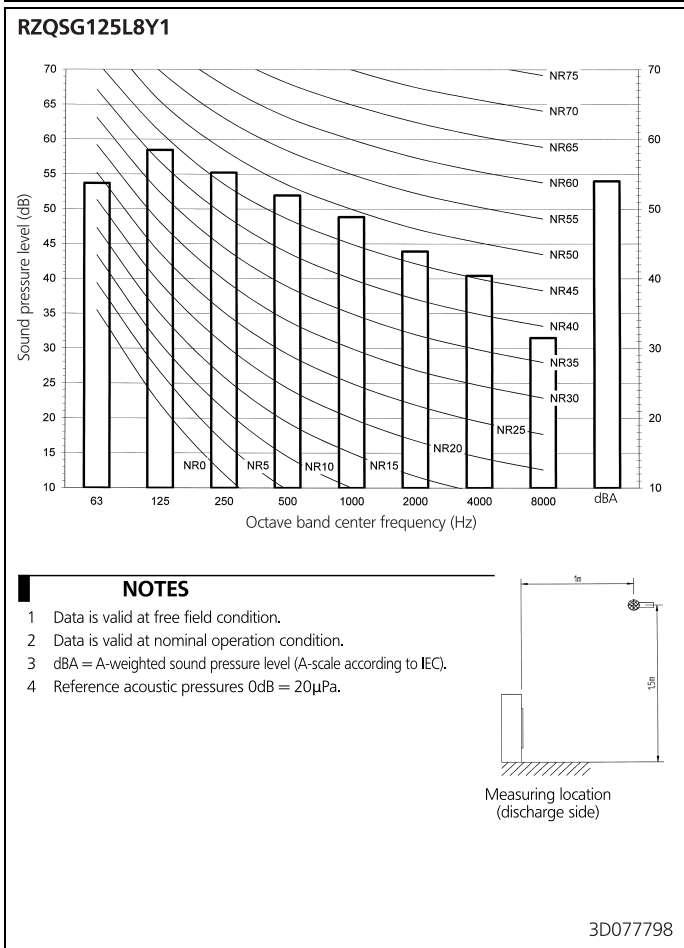 RZQSG125L8Y1
70
65
60
55
50
45
40
35
30
25
20
15
10
Sound pressure level (dB)
70
60
50
40
30
20
10
NR75
NR70
NR65
NR60
NR55
NR50
NR45
NR40
NR35
NR30
NR25
NR20
NR0 NR5 NR10 NR15
63 125 250 500 1000 2000 4000 8000 dBA
Octave band center frequency (Hz)
NOTES
1 Data is valid at free field condition.
2 Data is valid at nominal operation condition.
3 dBA = A-weighted sound pressure level (A-scale according to IEC).
4 Reference acoustic pressures 0dB = 20µPa.
1m
1.5m
Measuring location
(discharge side)
3D077798